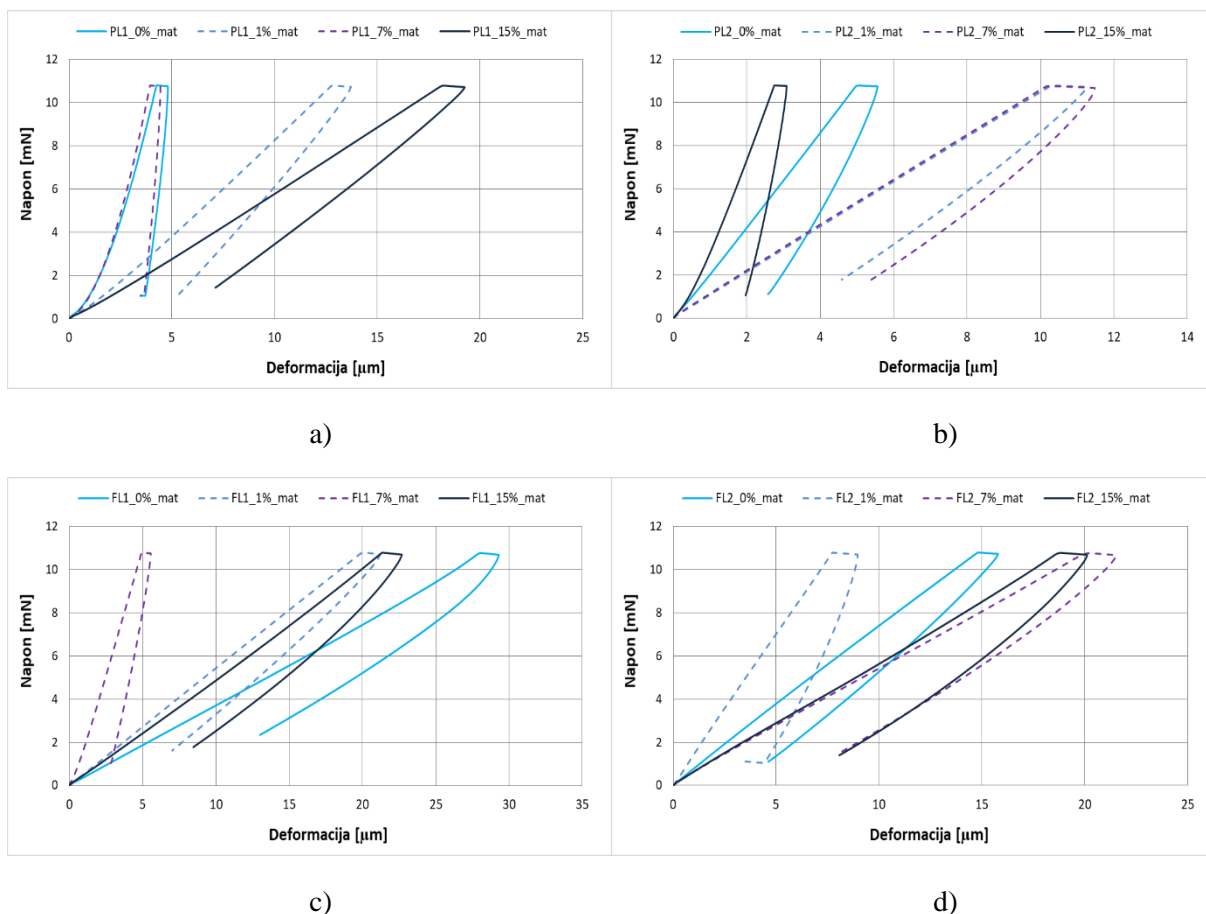 PL1_0%_mat PL1_1%_mat PL1_7%_mat PL1_15%_mat
12
10
8
6
4
2
0
Napon [mN]
0 5 10 15 20 25
Deformacija [μm]
a)
PL2_0%_mat PL2_1%_mat PL2_7%_mat PL2_15%_mat
12
10
8
6
4
2
0
Napon [mN]
0 2 4 6 8 10 12 14
Deformacija [μm]
b)
FL1_0%_mat FL1_1%_mat FL1_7%_mat FL1_15%_mat
12
10
8
6
4
2
0
Napon [mN]
0 5 10 15 20 25 30 35
Deformacija [μm]
c)
FL2_0%_mat FL2_1%_mat FL2_7%_mat FL2_15%_mat
12
10
8
6
4
2
0
Napon [mN]
0 5 10 15 20 25
Deformacija [μm]
d)